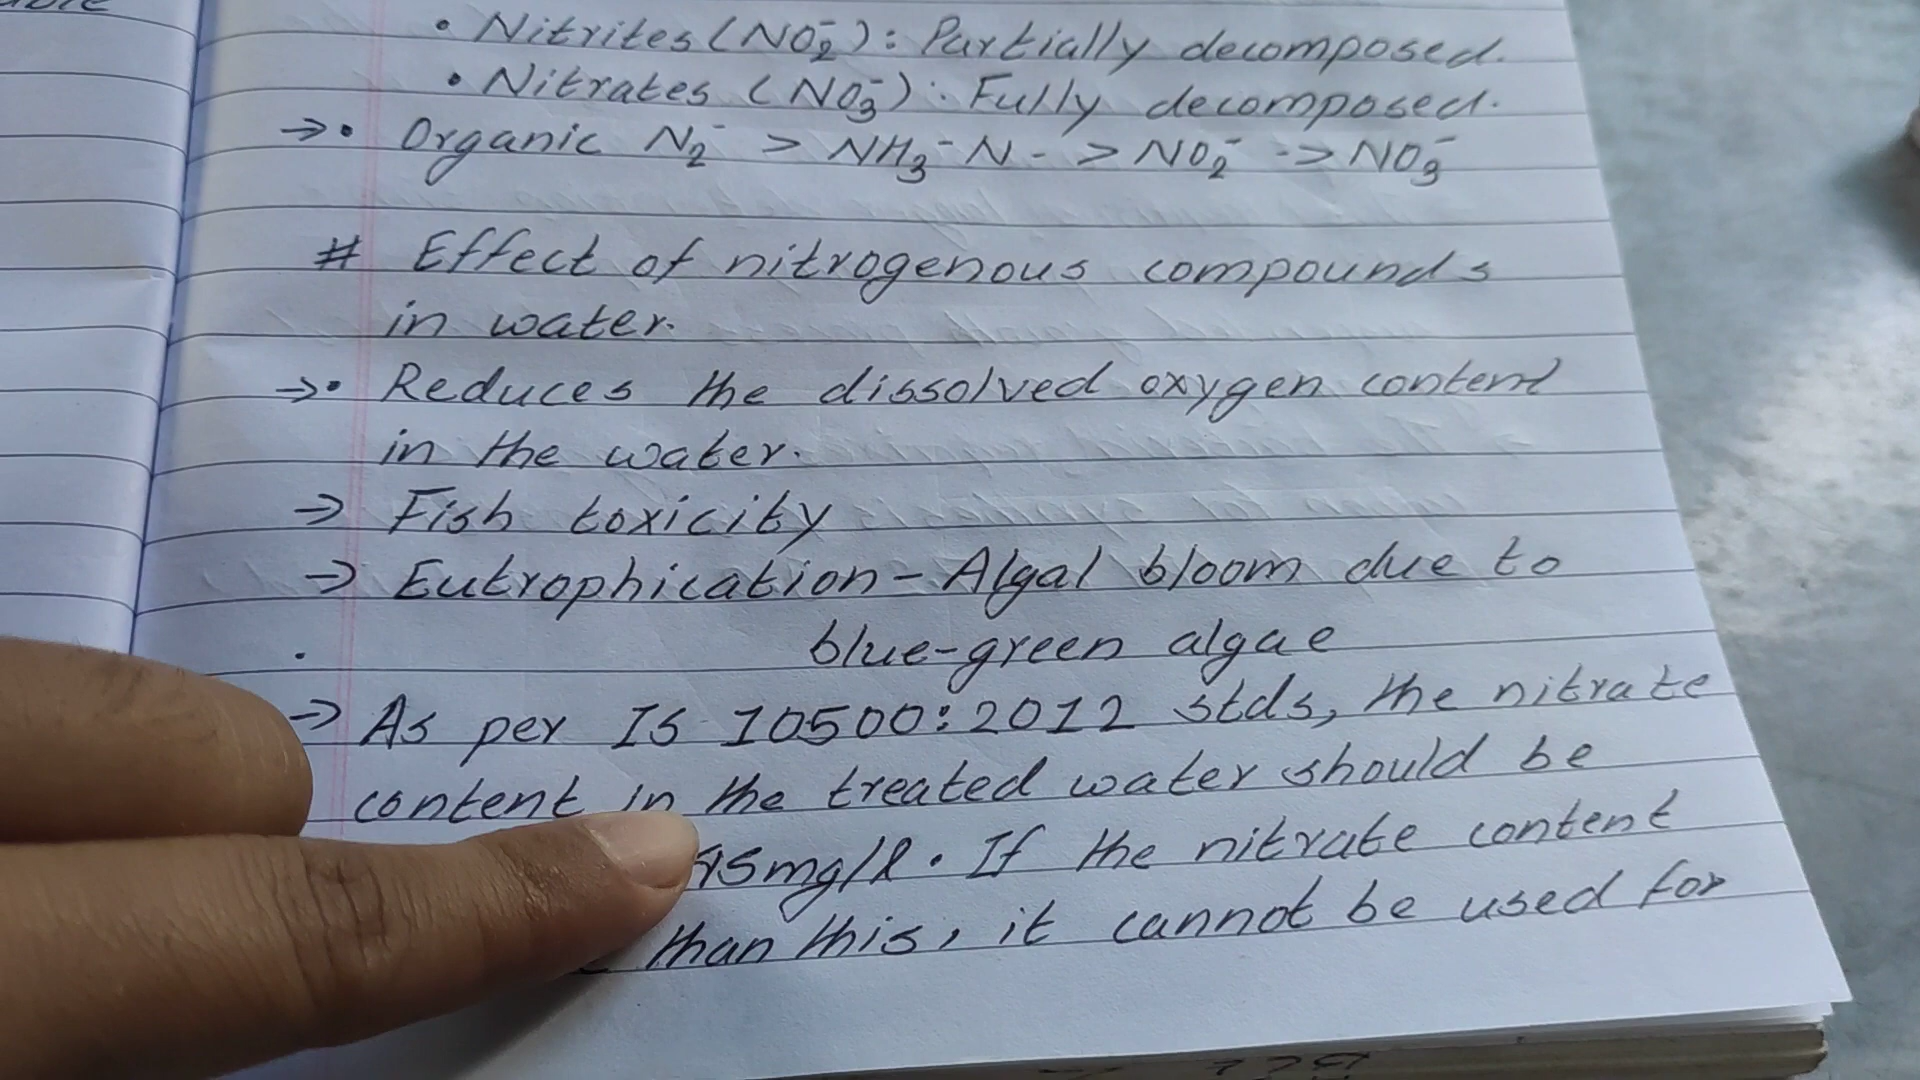 • Nitrites (NO₂⁻): Partially decomposed.
• Nitrates (NO₃⁻): Fully decomposed.
→• Organic N₂⁻ > NH₃-N- > NO₂⁻ -> NO₃⁻
# Effect of nitrogenous compounds
in water.
→• Reduces the dissolved oxygen content
in the water.
→ Fish toxicity
→ Eutrophication - Algal bloom due to
blue-green algae
→ As per IS 10500:2012 stds, the nitrate
content in the treated water should be
45mg/l. If the nitrate content
than this, it cannot be used for